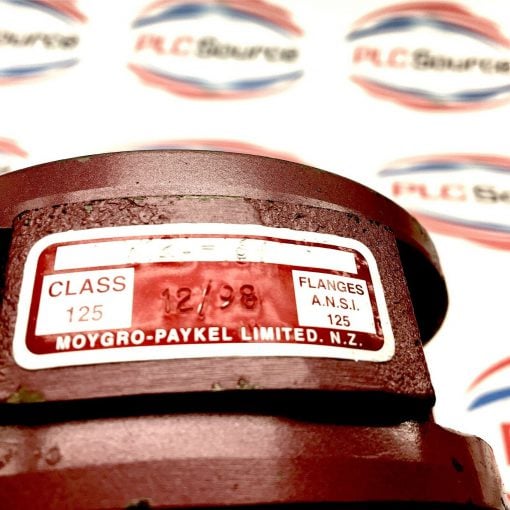 PLC Source
PLC Source
PLC Source
CLASS
125
12/98
FLANGES
A.N.S.I.
125
MOYGRO-PAYKEL LIMITED. N.Z.